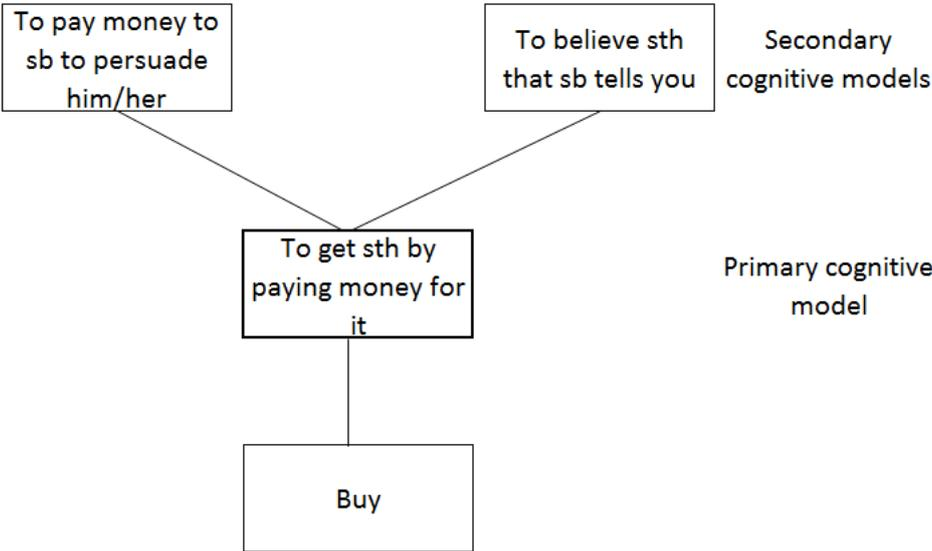 To pay money to
sb to persuade
him/her
To believe sth
that sb tells you
Secondary
cognitive models
To get sth by
paying money for
it
Primary cognitive
model
Buy